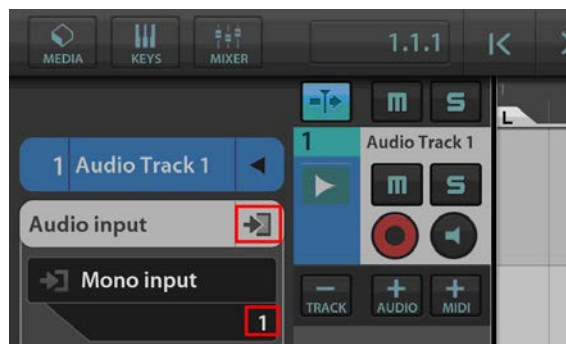 MEDIA KEYS MIXER 1.1.1
m S
L
1 Audio Track 1
1 Audio Track 1
m S
Audio input
Mono input
1
TRACK AUDIO MIDI